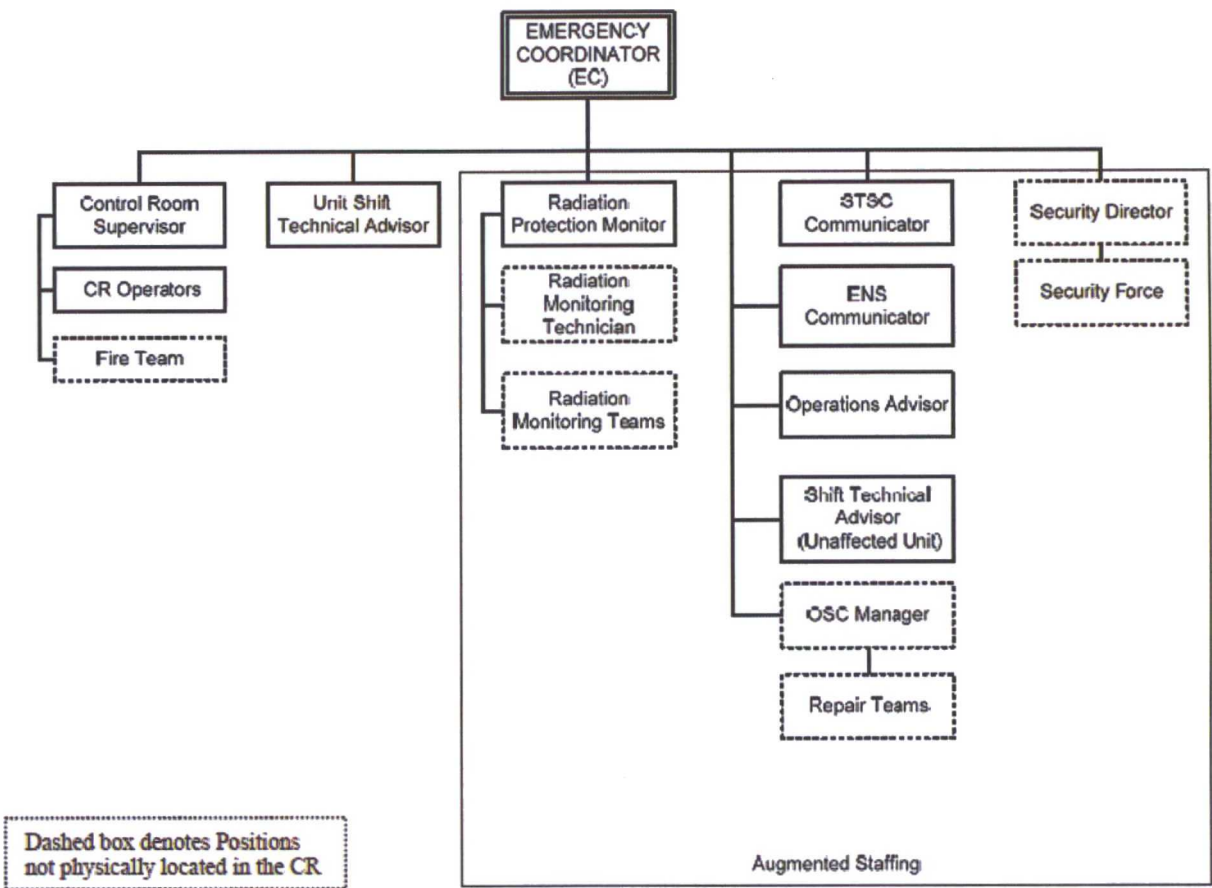 EMERGENCY
COORDINATOR
(EC)
Control Room
Supervisor
CR Operators
Fire Team
Unit Shift
Technical Advisor
Radiation
Protection Monitor
Radiation
Monitoring
Technician
Radiation
Monitoring Teams
STSC
Communicator
ENS
Communicator
Operations Advisor
Shift Technical
Advisor
(Unaffected Unit)
OSC Manager
Repair Teams
Security Director
Security Force
Dashed box denotes Positions
not physically located in the CR
Augmented Staffing